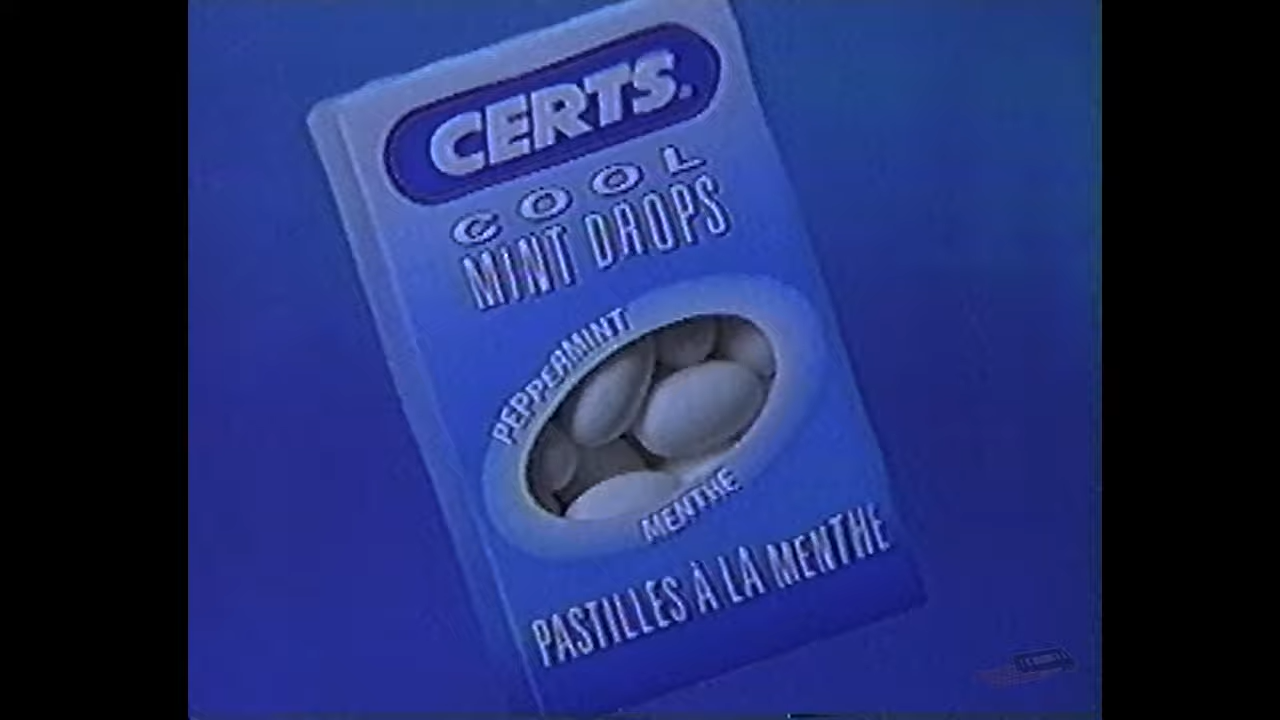 CERTS.
COOL
MINT DROPS
PEPPERMINT
MENTHE
PASTILLES À LA MENTHE